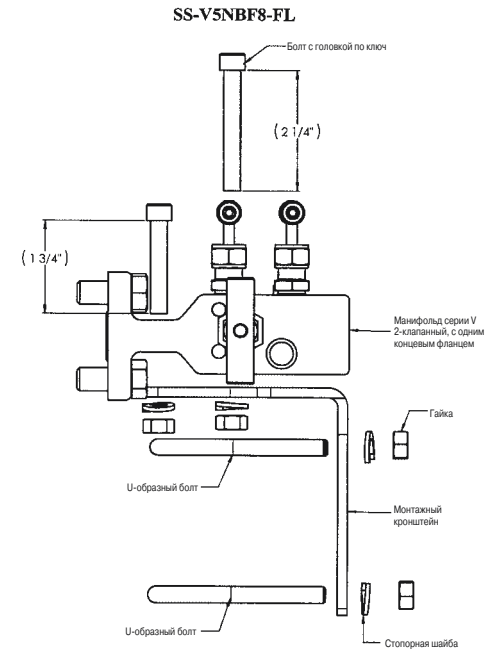 SS-V5NBF8-FL
Болт с головкой по ключ
(2 1/4")
(1 3/4")
Манифольд серии V
2-клапанный, с одним
концевым фланцем
Гайка
U-образный болт
Монтажный
кронштейн
U-образный болт
Стопорная шайба